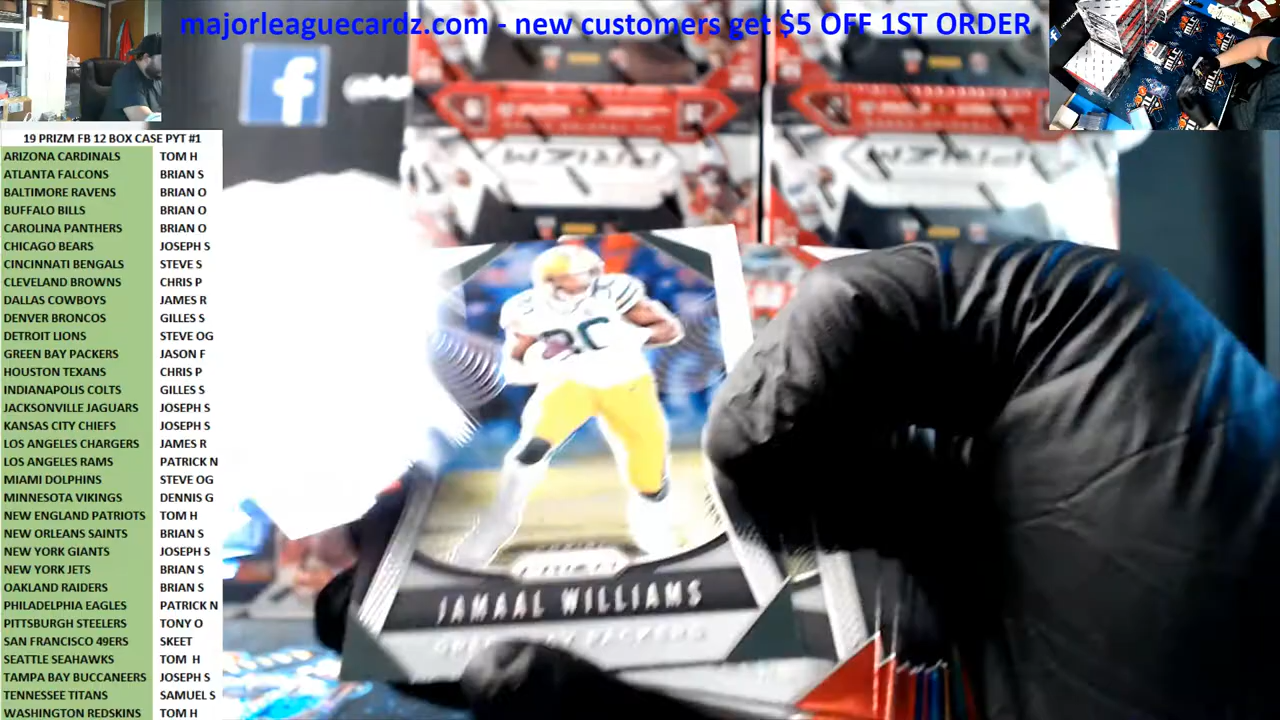 majorleaguecardz.com - new customers get $5 OFF 1ST ORDER
19 PRIZM FB 12 BOX CASE PYT #1
ARIZONA CARDINALS TOM H
ATLANTA FALCONS BRIAN S
BALTIMORE RAVENS BRIAN O
BUFFALO BILLS BRIAN O
CAROLINA PANTHERS BRIAN O
CHICAGO BEARS JOSEPH S
CINCINNATI BENGALS STEVE S
CLEVELAND BROWNS CHRIS P
DALLAS COWBOYS JAMES R
DENVER BRONCOS GILLES S
DETROIT LIONS STEVE OG
GREEN BAY PACKERS JASON F
HOUSTON TEXANS CHRIS P
INDIANAPOLIS COLTS GILLES S
JACKSONVILLE JAGUARS JOSEPH S
KANSAS CITY CHIEFS JOSEPH S
LOS ANGELES CHARGERS JAMES R
LOS ANGELES RAMS PATRICK N
MIAMI DOLPHINS STEVE OG
MINNESOTA VIKINGS DENNIS G
NEW ENGLAND PATRIOTS TOM H
NEW ORLEANS SAINTS BRIAN S
NEW YORK GIANTS JOSEPH S
NEW YORK JETS BRIAN S
OAKLAND RAIDERS BRIAN S
PHILADELPHIA EAGLES PATRICK N
PITTSBURGH STEELERS TONY O
SAN FRANCISCO 49ERS SKEET
SEATTLE SEAHAWKS TOM H
TAMPA BAY BUCCANEERS JOSEPH S
TENNESSEE TITANS SAMUEL S
WASHINGTON REDSKINS TOM H
f
PRIZM
PRIZM
PRIZM
JAMAAL WILLIAMS
GREEN BAY PACKERS